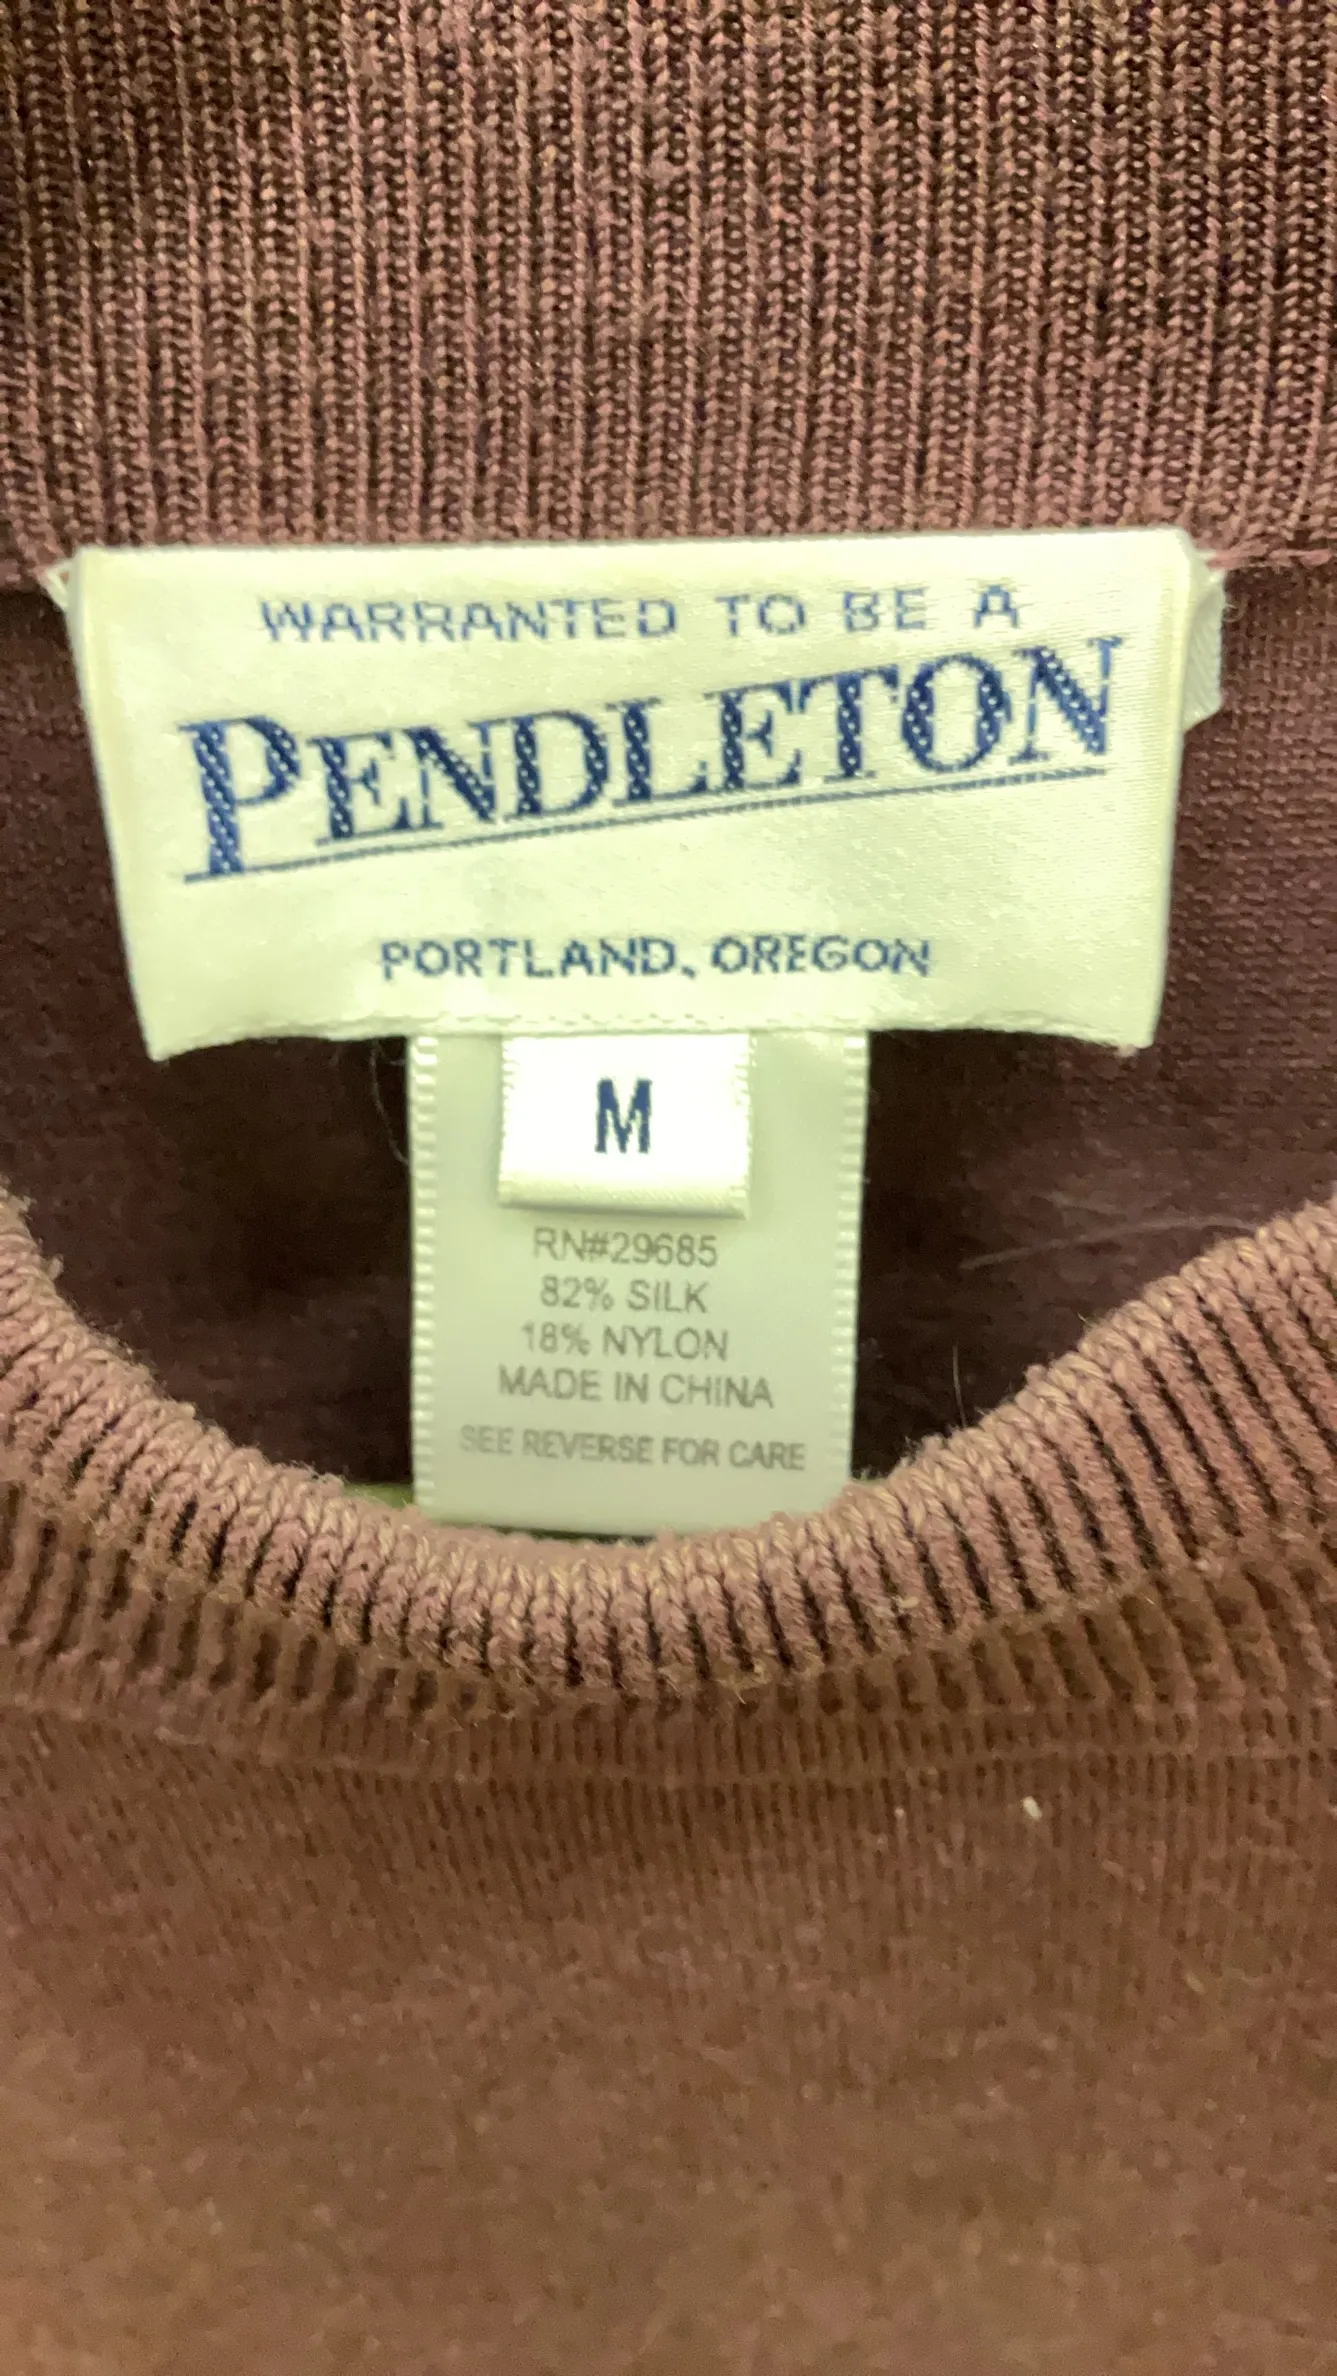 WARRANTED TO BE A
PENDLETON
PORTLAND, OREGON
M
RN#29685
82% SILK
18% NYLON
MADE IN CHINA
SEE REVERSE FOR CARE